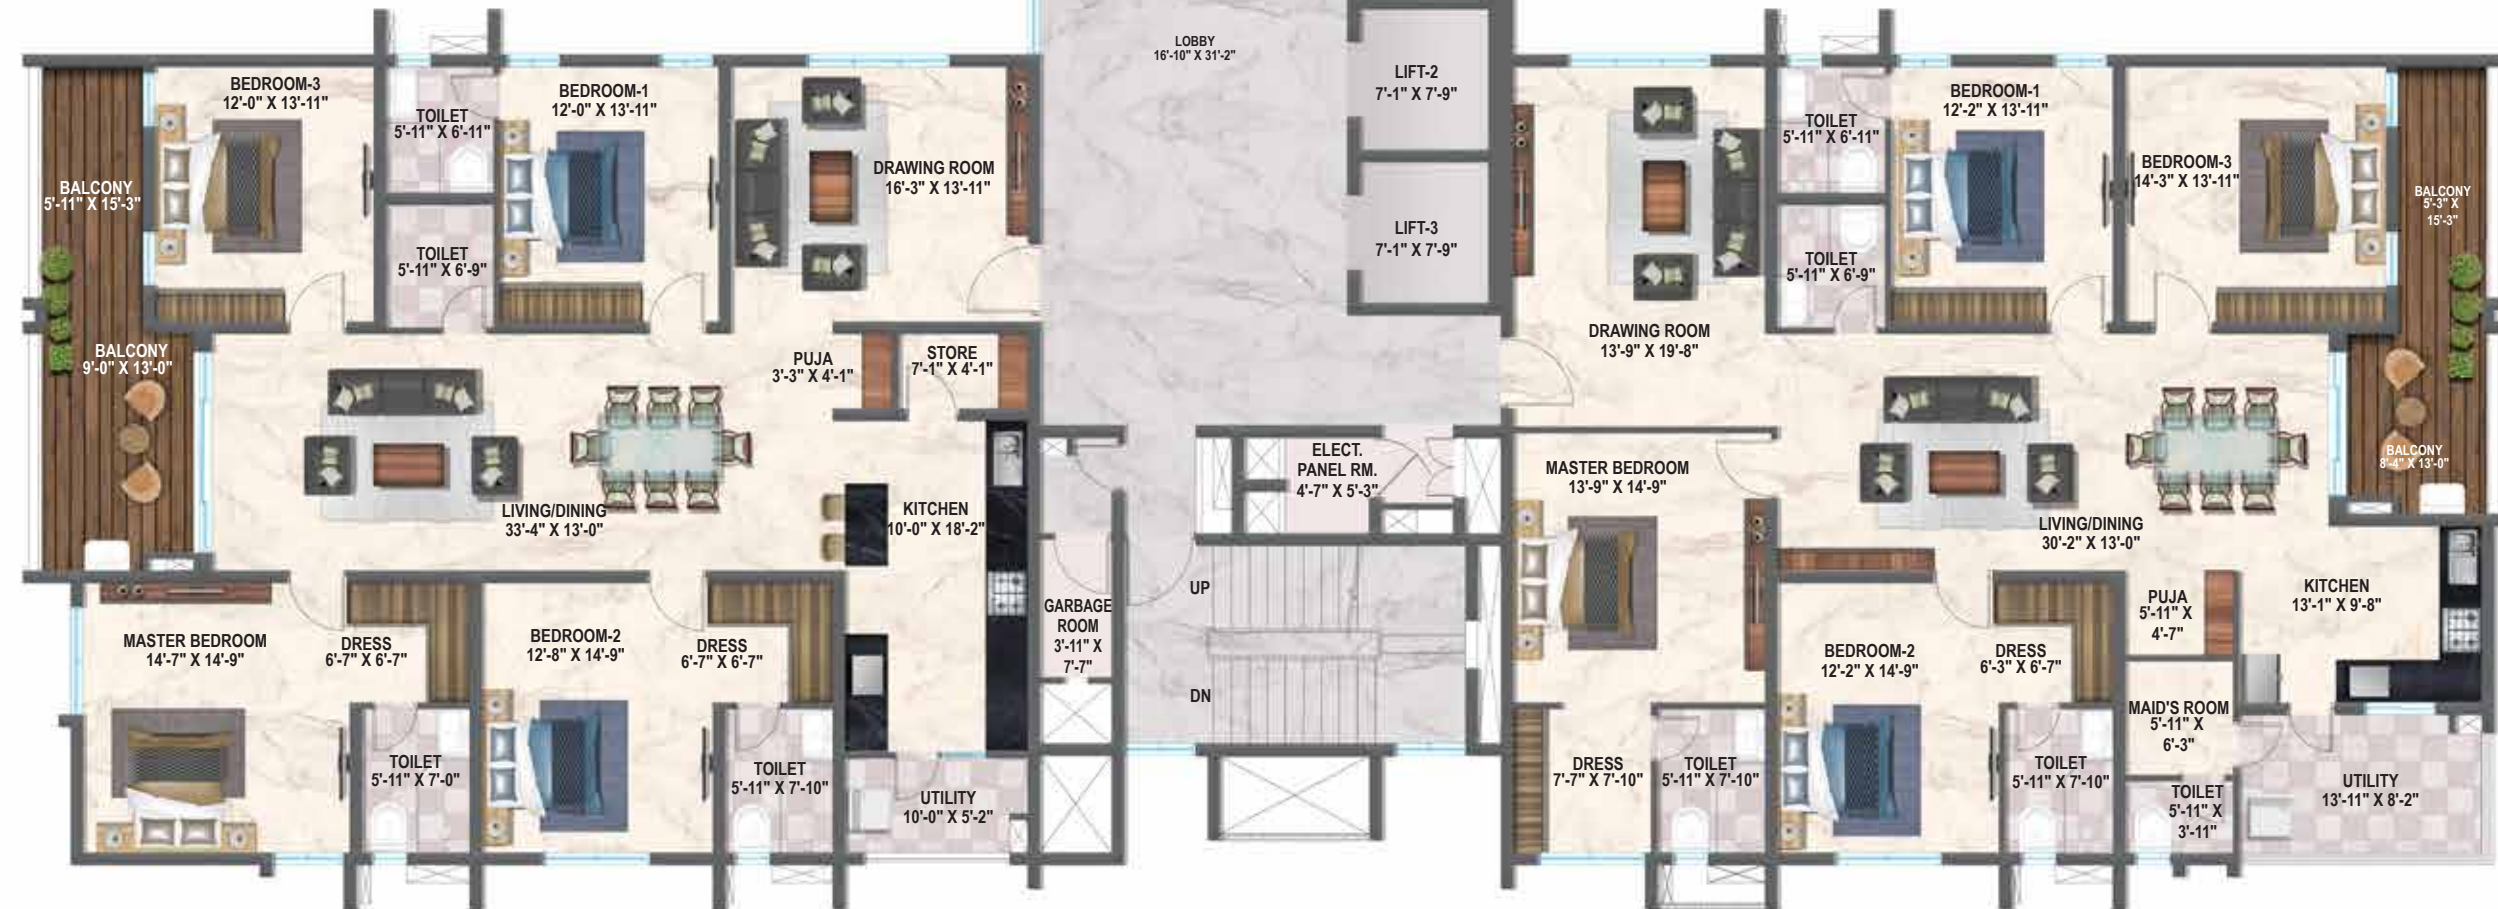 LOBBY
16'-10" X 31'-2"
LIFT-2
7'-1" X 7'-9"
LIFT-3
7'-1" X 7'-9"
BEDROOM-3
12'-0" X 13'-11"
TOILET
5'-11" X 6'-11"
BEDROOM-1
12'-0" X 13'-11"
DRAWING ROOM
16'-3" X 13'-11"
BALCONY
5'-11" X 15'-3"
TOILET
5'-11" X 6'-9"
BALCONY
9'-0" X 13'-0"
PUJA
3'-3" X 4'-1"
STORE
7'-1" X 4'-1"
LIVING/DINING
33'-4" X 13'-0"
KITCHEN
10'-0" X 18'-2"
MASTER BEDROOM
14'-7" X 14'-9"
DRESS
6'-7" X 6'-7"
BEDROOM-2
12'-8" X 14'-9"
DRESS
6'-7" X 6'-7"
TOILET
5'-11" X 7'-0"
TOILET
5'-11" X 7'-10"
UTILITY
10'-0" X 5'-2"
GARBAGE
ROOM
3'-11" X
7'-7"
ELECT.
PANEL RM.
4'-7" X 5'-3"
UP
DN
TOILET
5'-11" X 6'-11"
BEDROOM-1
12'-2" X 13'-11"
BEDROOM-3
14'-3" X 13'-11"
BALCONY
5'-3" X
15'-3"
TOILET
5'-11" X 6'-9"
DRAWING ROOM
13'-9" X 19'-8"
MASTER BEDROOM
13'-9" X 14'-9"
BALCONY
8'-4" X 13'-0"
LIVING/DINING
30'-2" X 13'-0"
PUJA
5'-11" X
4'-7"
KITCHEN
13'-1" X 9'-8"
BEDROOM-2
12'-2" X 14'-9"
DRESS
6'-3" X 6'-7"
MAID'S ROOM
5'-11" X
6'-3"
DRESS
7'-7" X 7'-10"
TOILET
5'-11" X 7'-10"
TOILET
5'-11" X 7'-10"
TOILET
5'-11" X
3'-11"
UTILITY
13'-11" X 8'-2"